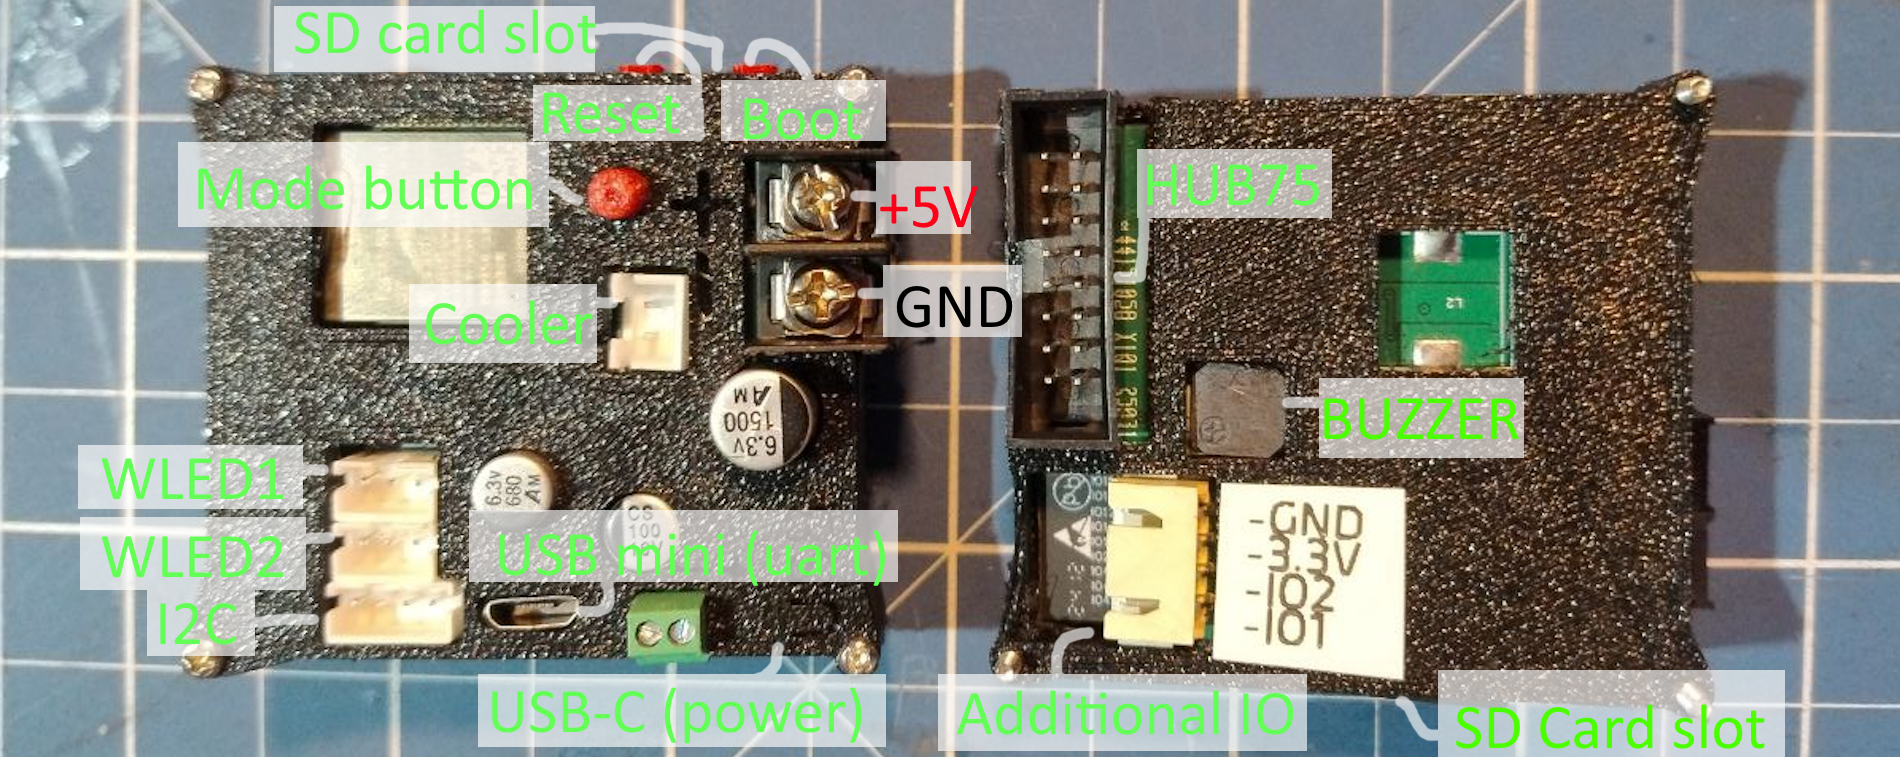 SD card slot
Reset
Boot
Mode button
+5V
GND
Cooler
HUB75
L2
1500
6.3V
AM
BUZZER
WLED1
6.3V
680
AM
CS
100
WLED2
USB mini (uart)
I2C
-GND
-3.3V
-IO2
-IO1
USB-C (power)
Additional IO
SD Card slot